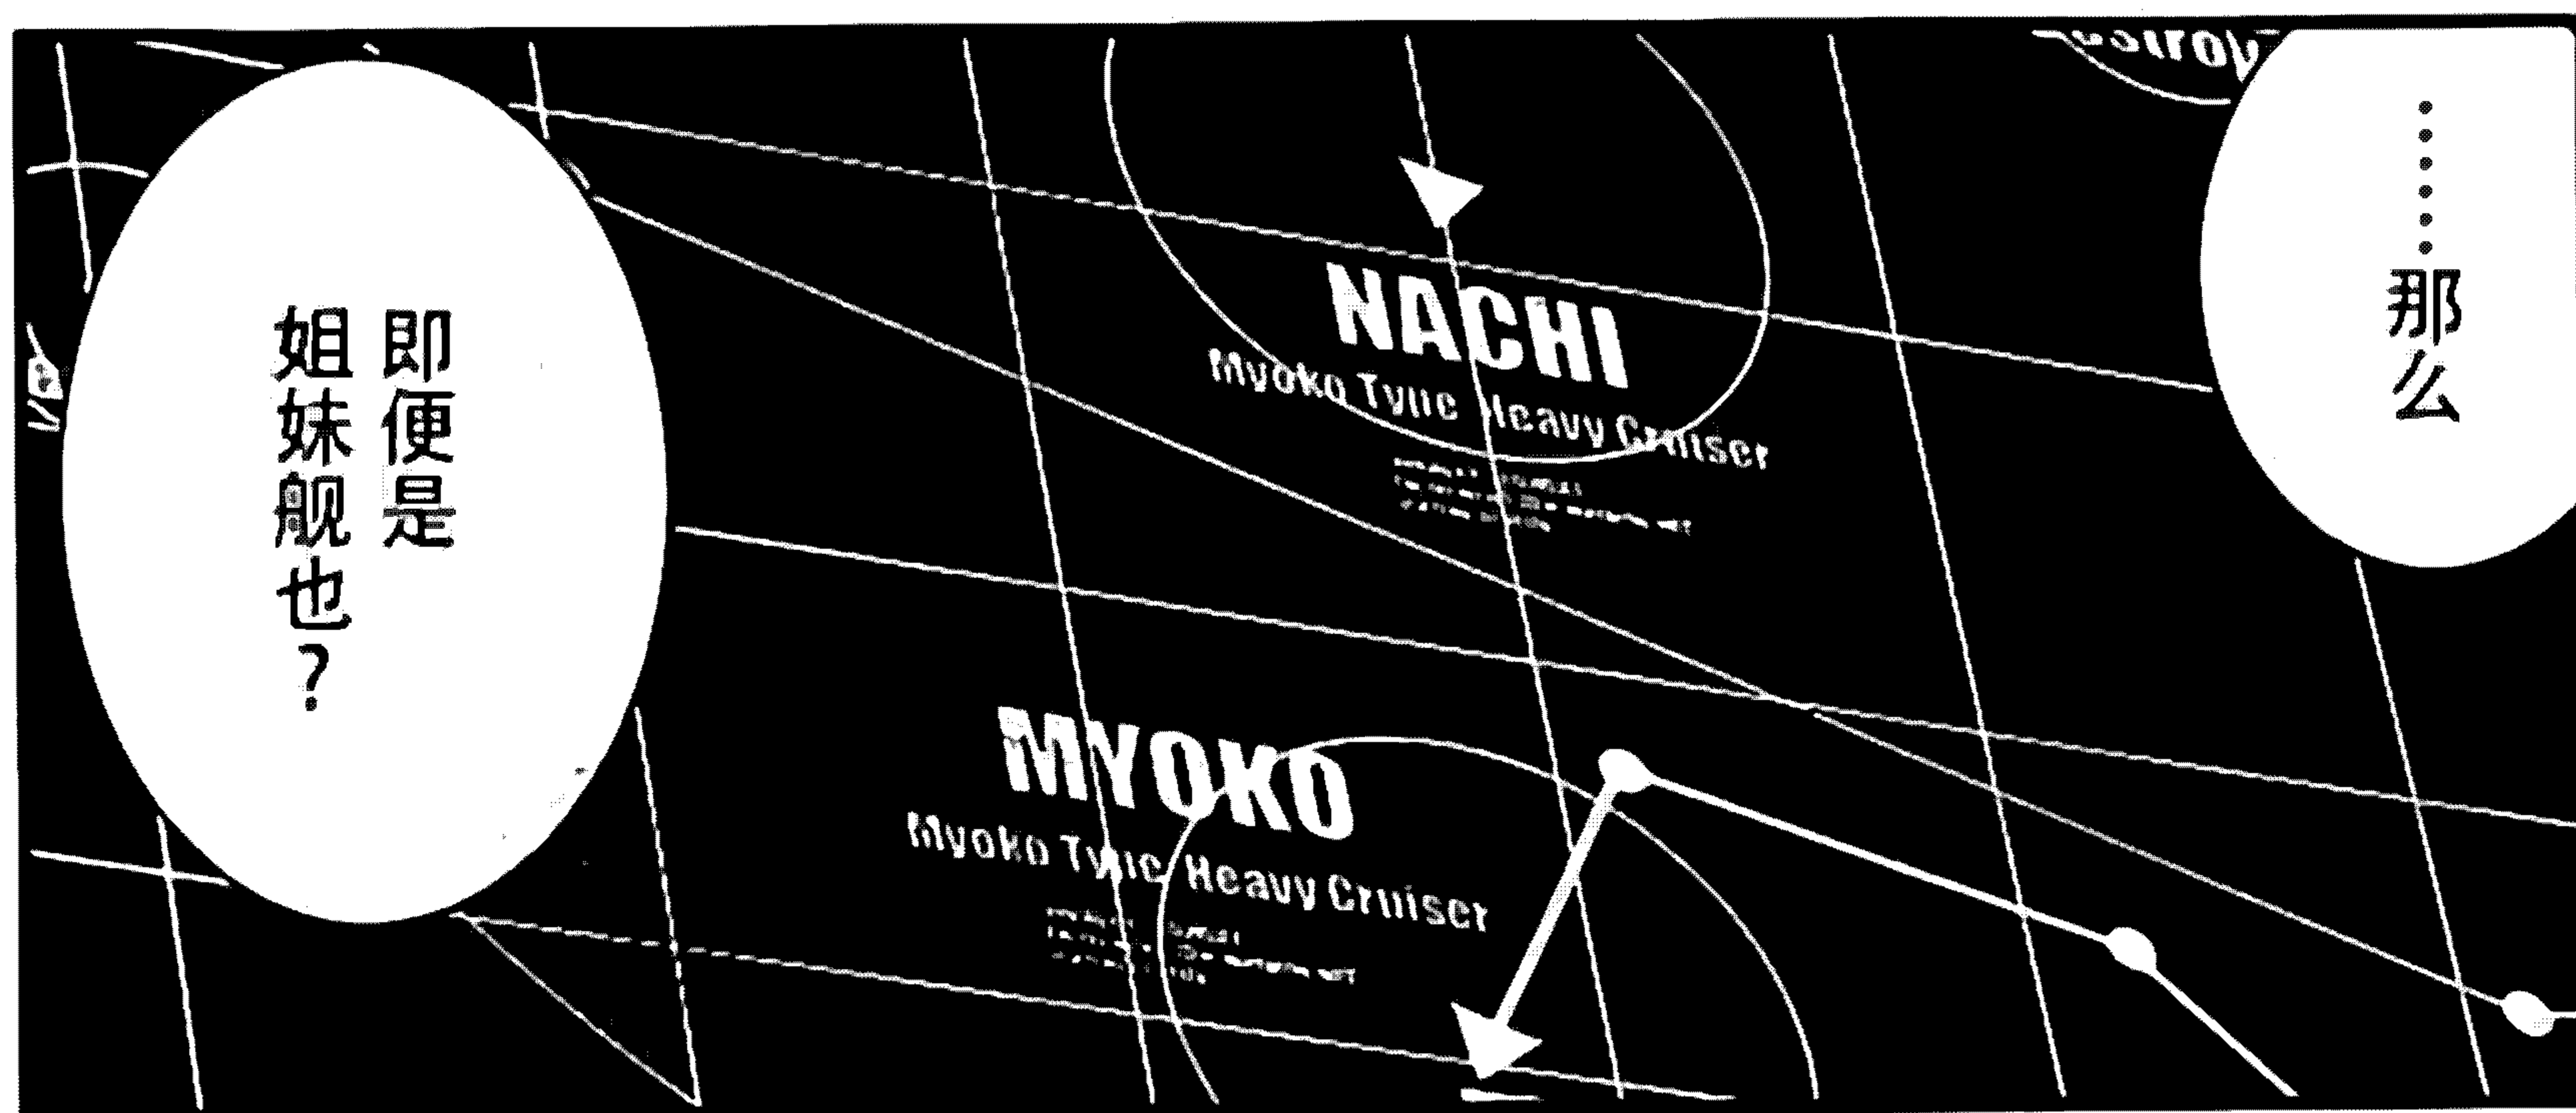 ……那么
NACHI
Myoko Type Heavy Cruiser
MYOKO
Myoko Type Heavy Cruiser
即便是
姐妹舰也?